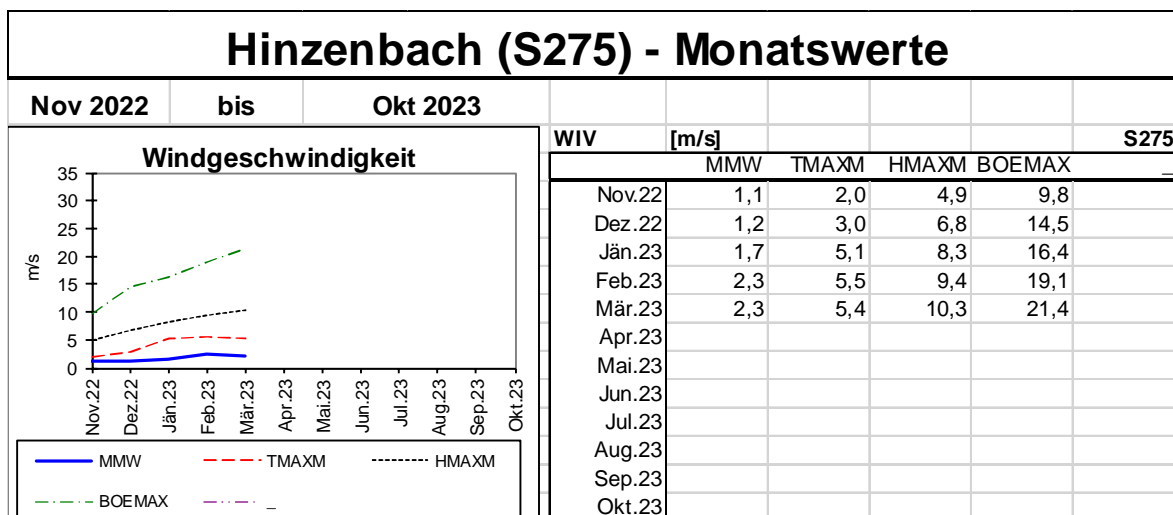 Hinzenbach (S275) - Monatswerte
Nov 2022 bis Okt 2023
Windgeschwindigkeit
35
30
25
20
15
10
5
0
m/s
Nov.22 Dez.22 Jän.23 Feb.23 Mär.23 Apr.23 Mai.23 Jun.23 Jul.23 Aug.23 Sep.23 Okt.23
MMW TMAXM HMAXM
BOEMAX _
WIV [m/s] S275
MMW TMAXM HMAXM BOEMAX _
Nov.22 1,1 2,0 4,9 9,8
Dez.22 1,2 3,0 6,8 14,5
Jän.23 1,7 5,1 8,3 16,4
Feb.23 2,3 5,5 9,4 19,1
Mär.23 2,3 5,4 10,3 21,4
Apr.23
Mai.23
Jun.23
Jul.23
Aug.23
Sep.23
Okt.23